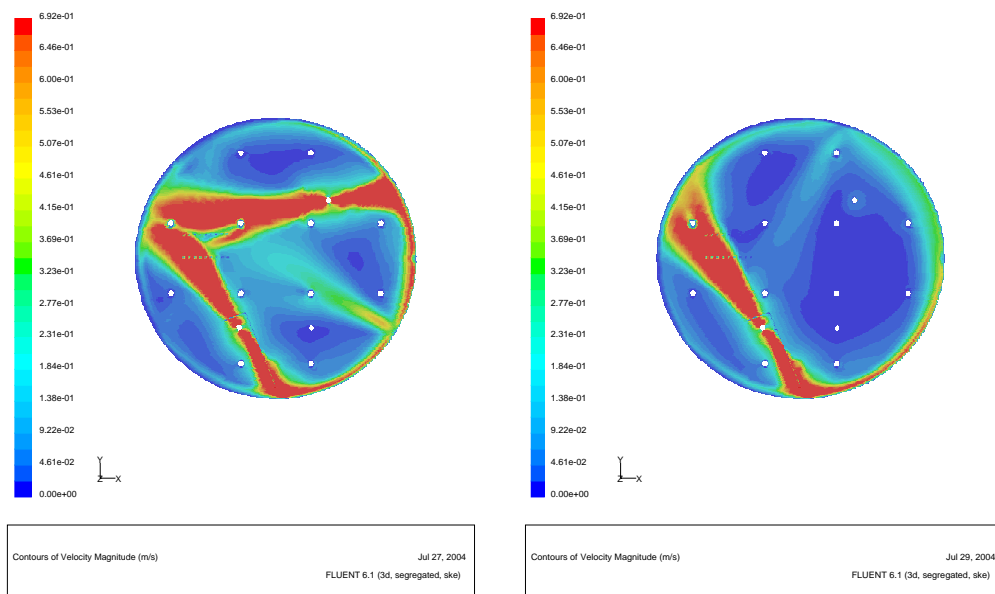 6.92e-01
6.46e-01
6.00e-01
5.53e-01
5.07e-01
4.61e-01
4.15e-01
3.69e-01
3.23e-01
2.77e-01
2.31e-01
1.84e-01
1.38e-01
9.22e-02
4.61e-02
0.00e+00
Y
Z X
Contours of Velocity Magnitude (m/s) Jul 27, 2004
FLUENT 6.1 (3d, segregated, ske)
6.92e-01
6.46e-01
6.00e-01
5.53e-01
5.07e-01
4.61e-01
4.15e-01
3.69e-01
3.23e-01
2.77e-01
2.31e-01
1.84e-01
1.38e-01
9.22e-02
4.61e-02
0.00e+00
Y
Z X
Contours of Velocity Magnitude (m/s) Jul 29, 2004
FLUENT 6.1 (3d, segregated, ske)